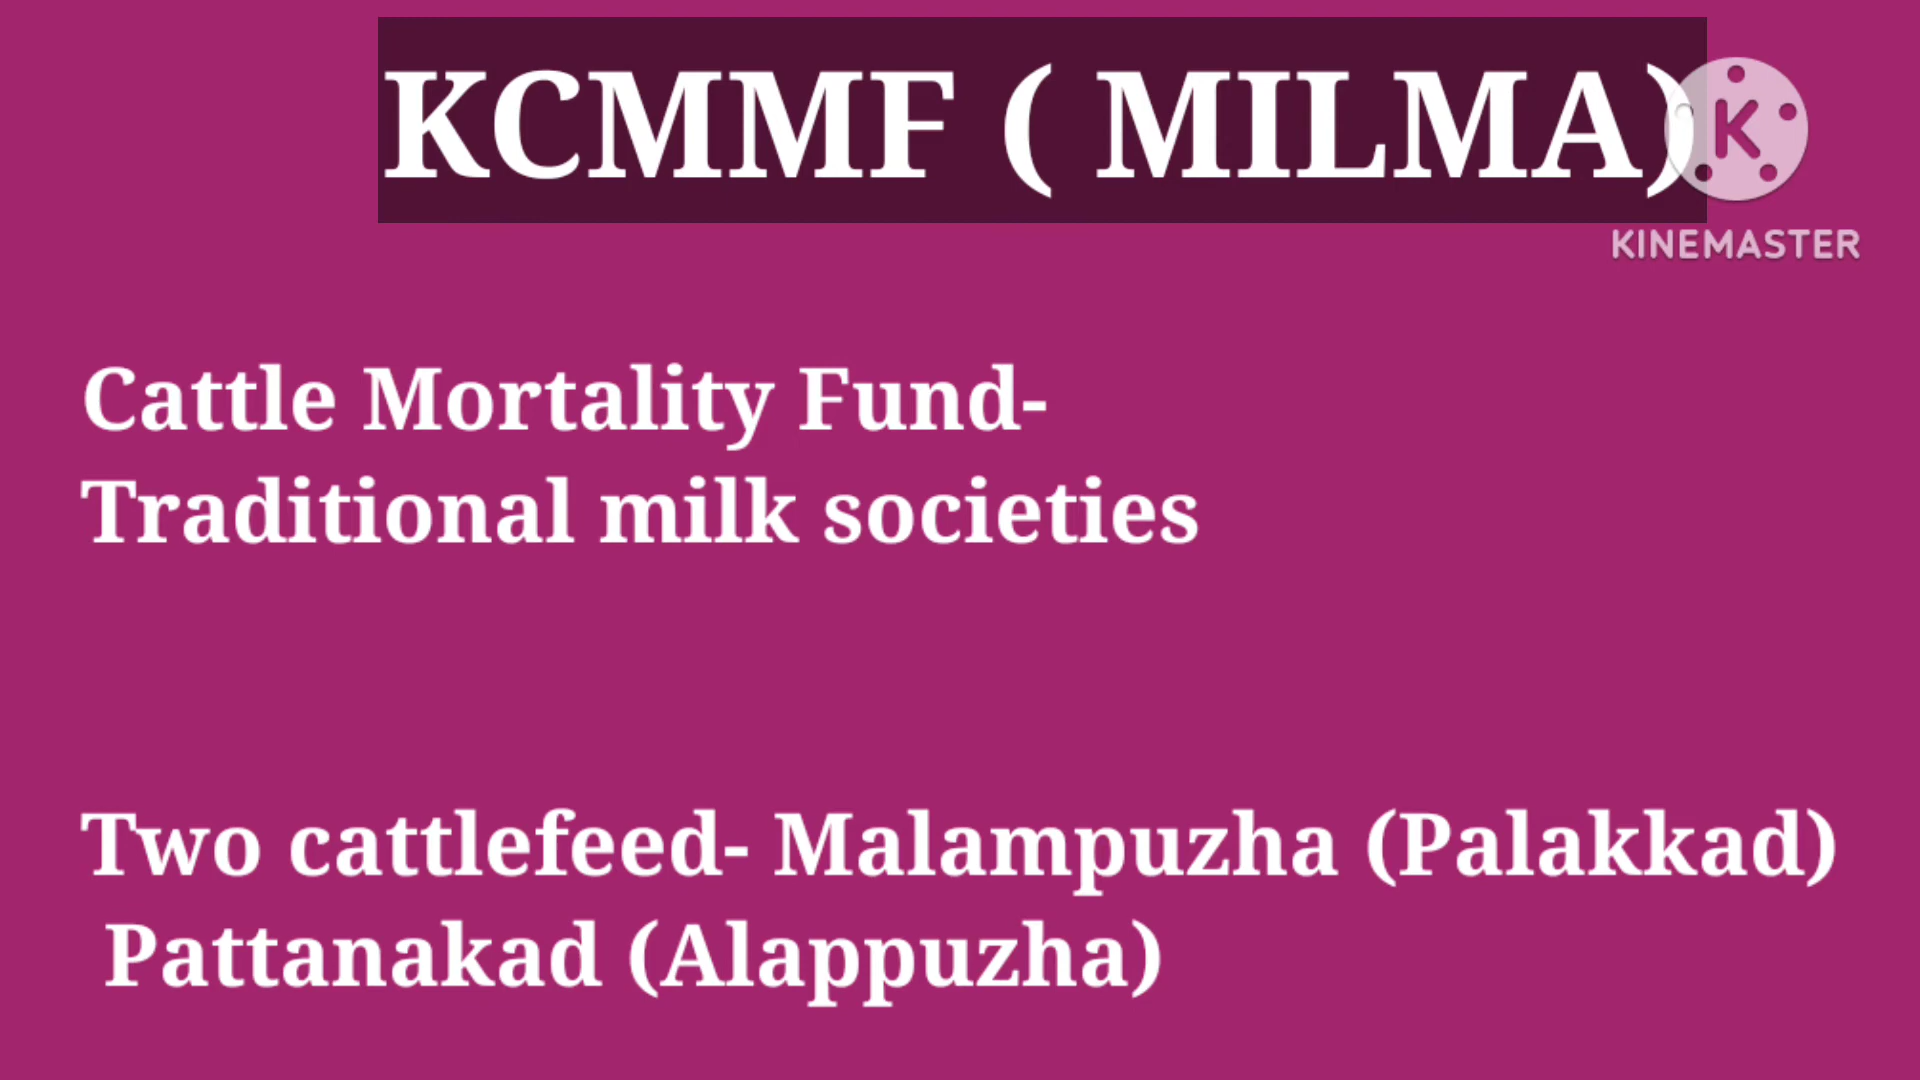 KCMMF ( MILMA)
K
KINEMASTER
Cattle Mortality Fund-
Traditional milk societies
Two cattlefeed- Malampuzha (Palakkad)
Pattanakad (Alappuzha)